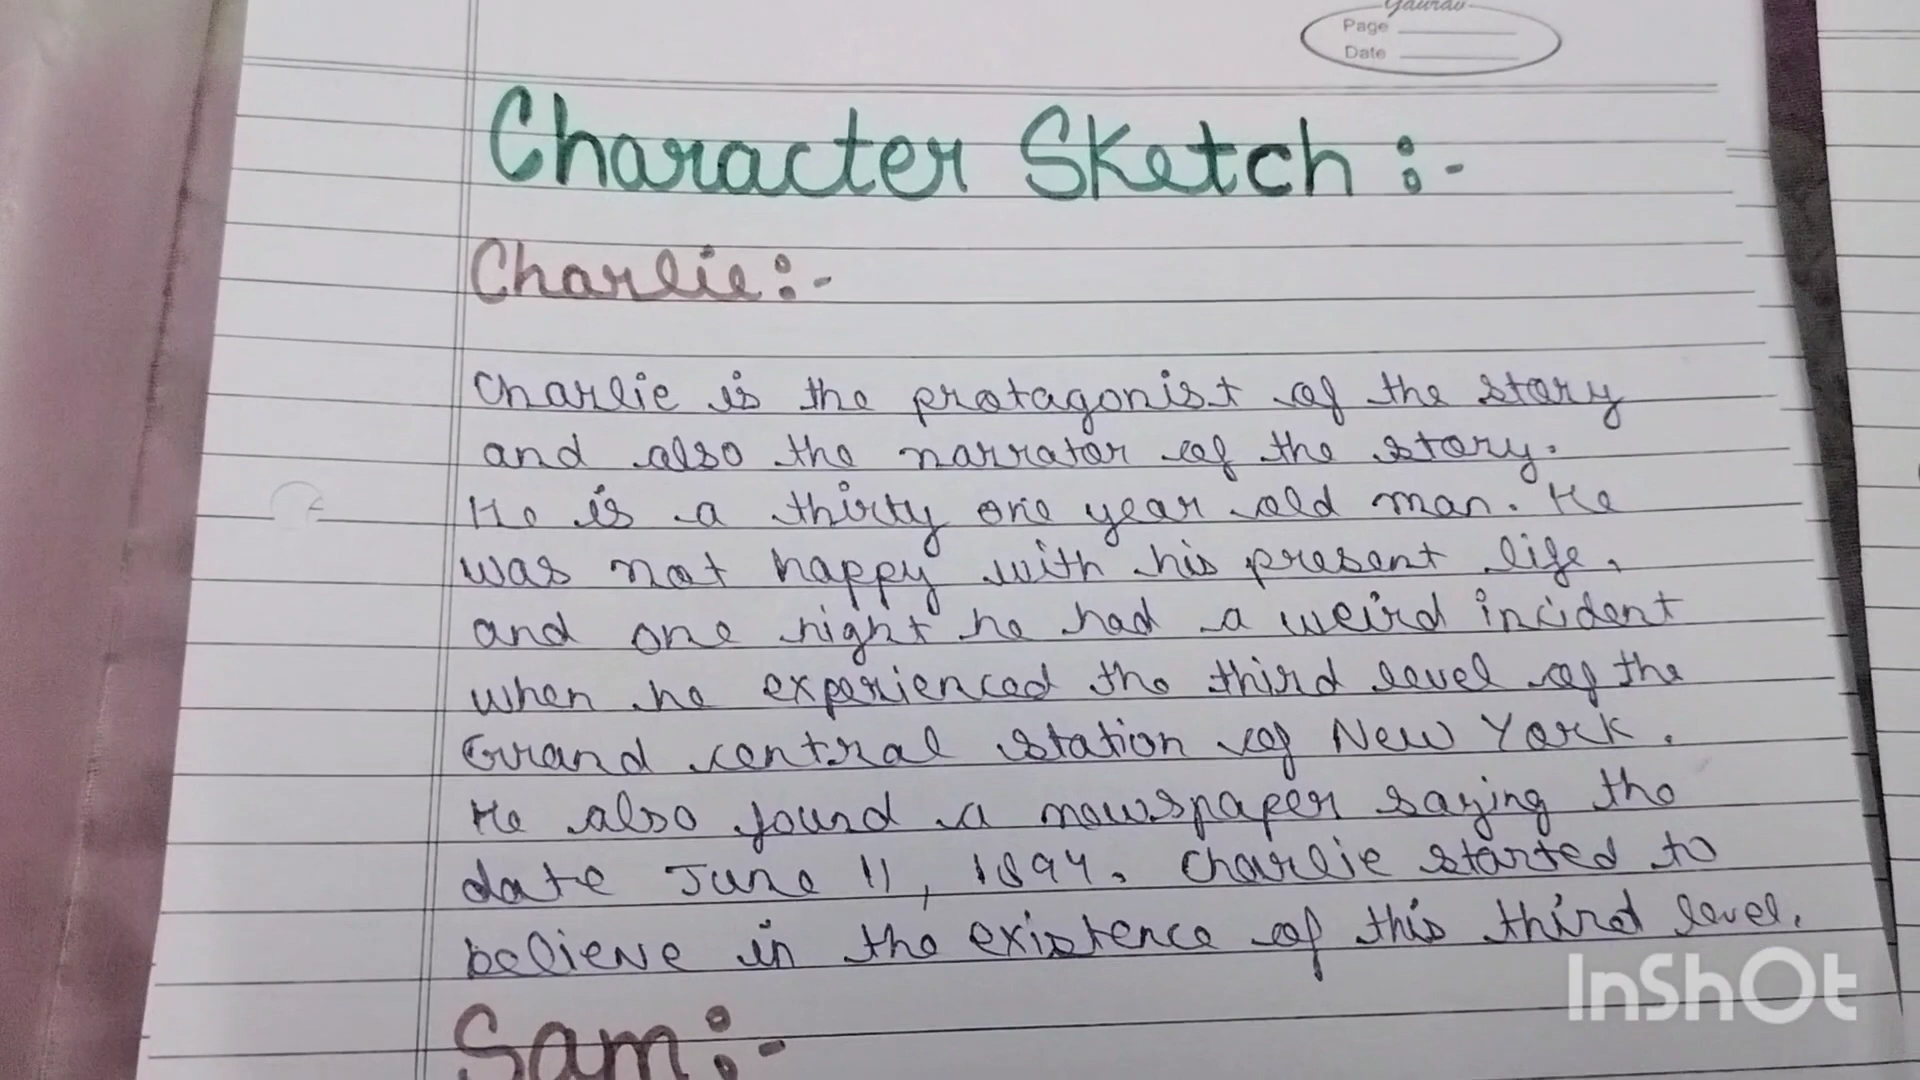 Gaurav
Page
Date
Character Sketch :-
Charlie :-
Charlie is the protagonist of the story
and also the narrator of the story.
He is a thirty one year old man. He
was not happy with his present life,
and one night he had a weird incident
when he experienced the third level of the
Grand central station of New York.
He also found a newspaper saying the
date June 11, 1894. Charlie started to
believe in the existence of this third level.
Sam :-
InShOt